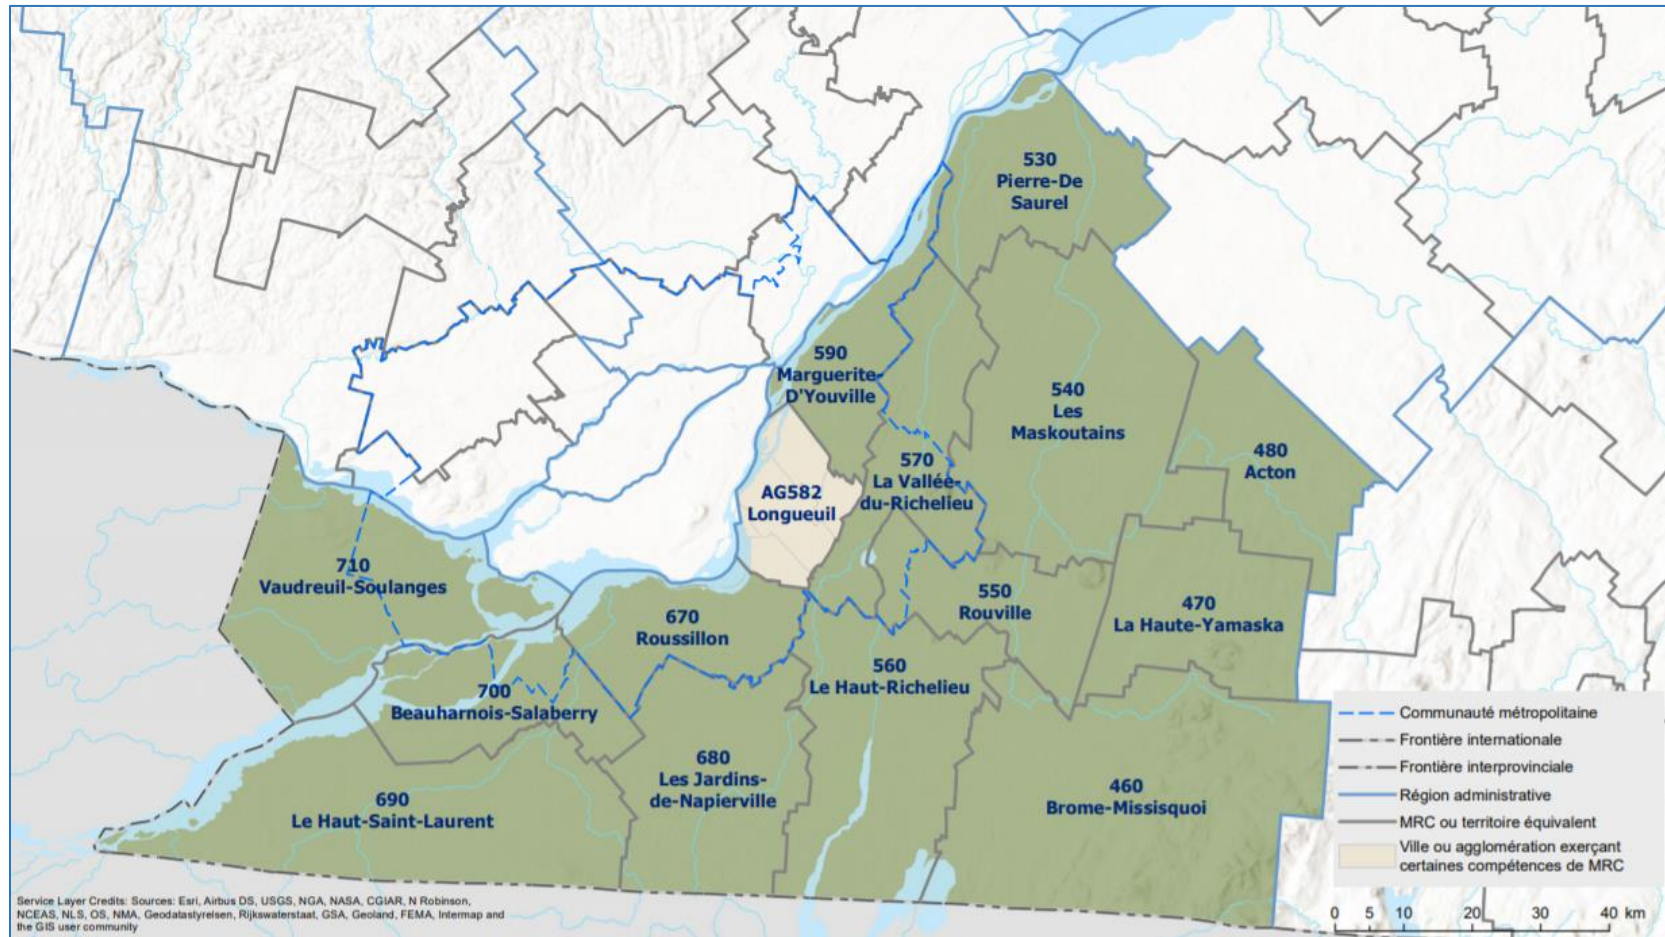 530
Pierre-De
Saurel
590
Marguerite-
D'Youville
540
Les
Maskoutains
480
Acton
570
La Vallée-
du-Richelieu
AG582
Longueuil
710
Vaudreuil-Soulanges
670
Roussillon
550
Rouville
470
La Haute-Yamaska
560
Le Haut-Richelieu
700
Beauharnois-Salaberry
680
Les Jardins-
de-Napierville
690
Le Haut-Saint-Laurent
460
Brome-Missisquoi
Communauté métropolitaine
Frontière internationale
Frontière interprovinciale
Région administrative
MRC ou territoire équivalent
Ville ou agglomération exerçant
certaines compétences de MRC
0 5 10 20 30 40 km
Service Layer Credits: Sources: Esri, Airbus DS, USGS, NGA, NASA, CGIAR, N Robinson,
NCEAS, NLS, OS, NMA, Geodatastyrelsen, Rijkswaterstaat, GSA, Geoland, FEMA, Intermap and
the GIS user community